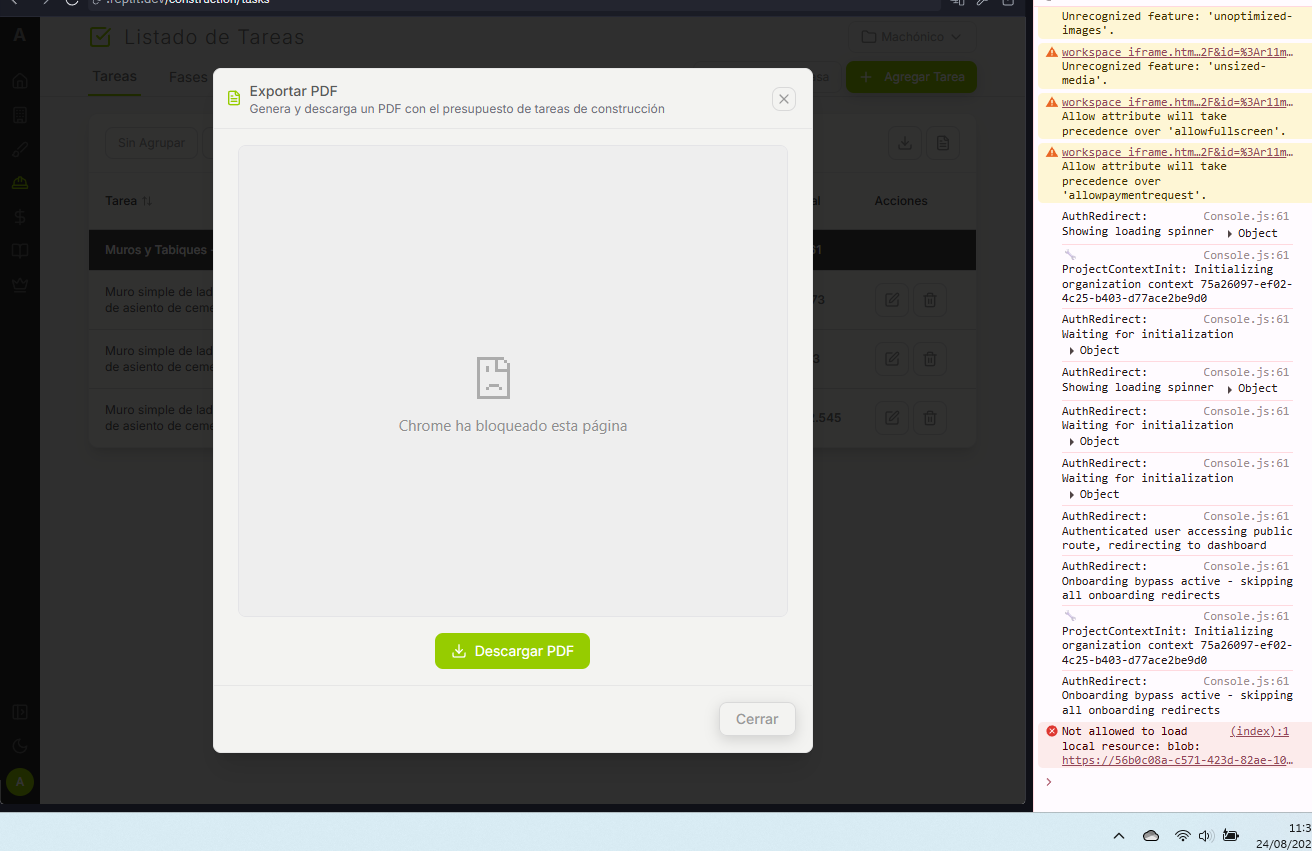 .replit.dev/construction/tasks
A
Listado de Tareas
Machónico
Tareas
Fases
Agregar Tarea
Exportar PDF
Genera y descarga un PDF con el presupuesto de tareas de construcción
Sin Agrupar
Tarea
Acciones
Muros y Tabiques
61
Muro simple de lad
de asiento de ceme
73
Muro simple de lad
de asiento de ceme
3
Muro simple de lad
de asiento de ceme
.545
Chrome ha bloqueado esta página
Descargar PDF
Cerrar
A
Unrecognized feature: 'unoptimized-
images'.
workspace_iframe.htm…2F&id=%3Ar11m…
Unrecognized feature: 'unsized-
media'.
workspace_iframe.htm…2F&id=%3Ar11m…
Allow attribute will take
precedence over 'allowfullscreen'.
workspace_iframe.htm…2F&id=%3Ar11m…
Allow attribute will take
precedence over
'allowpaymentrequest'.
AuthRedirect: Console.js:61
Showing loading spinner ▸ Object
Console.js:61
ProjectContextInit: Initializing
organization context 75a26097-ef02-
4c25-b403-d77ace2be9d0
AuthRedirect: Console.js:61
Waiting for initialization
▸ Object
AuthRedirect: Console.js:61
Showing loading spinner ▸ Object
AuthRedirect: Console.js:61
Waiting for initialization
▸ Object
AuthRedirect: Console.js:61
Waiting for initialization
▸ Object
AuthRedirect: Console.js:61
Authenticated user accessing public
route, redirecting to dashboard
AuthRedirect: Console.js:61
Onboarding bypass active - skipping
all onboarding redirects
Console.js:61
ProjectContextInit: Initializing
organization context 75a26097-ef02-
4c25-b403-d77ace2be9d0
AuthRedirect: Console.js:61
Onboarding bypass active - skipping
all onboarding redirects
Not allowed to load (index):1
local resource: blob:
https://56b0c08a-c571-423d-82ae-10…
11:3
24/08/202